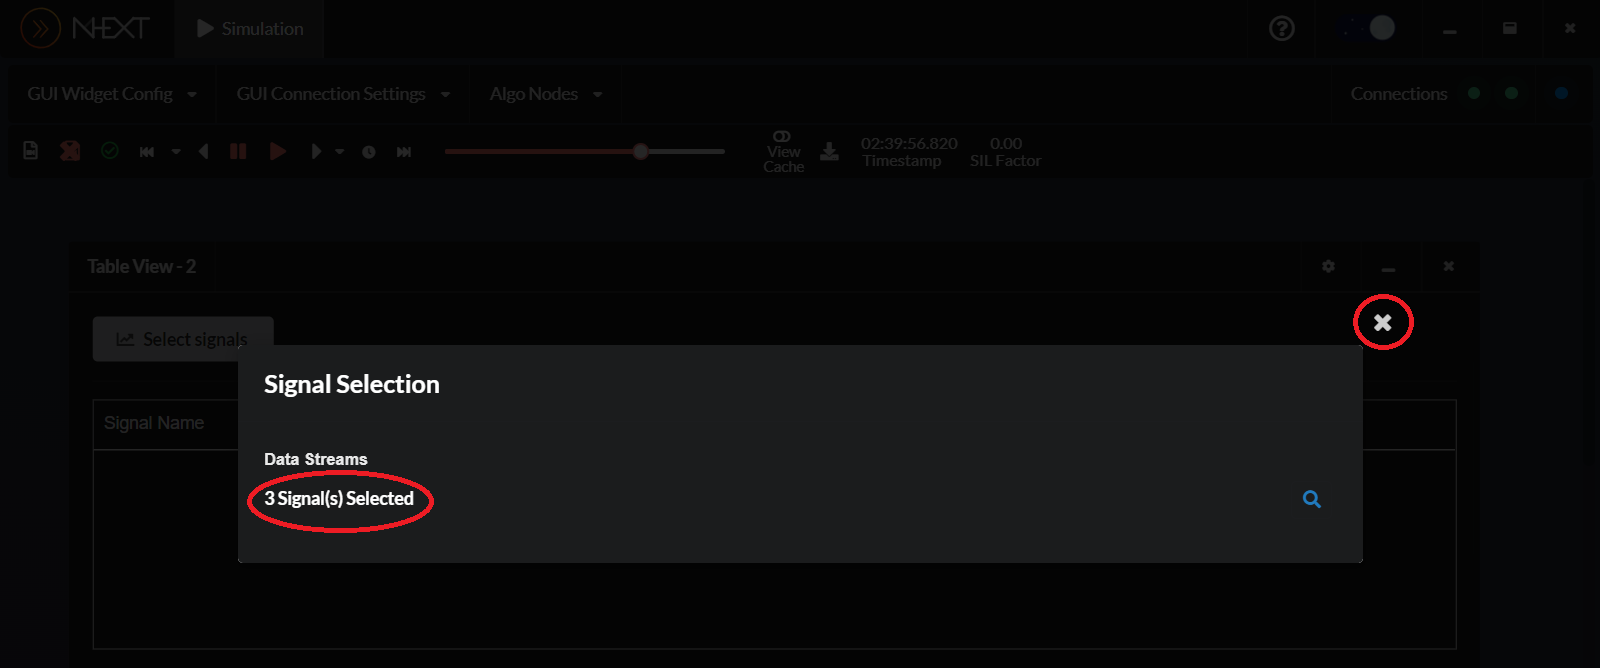 NEXT
Simulation
GUI Widget Config
GUI Connection Settings
Algo Nodes
Connections
View
Cache
02:39:56.820
Timestamp
0.00
SIL Factor
Table View - 2
Select signals
Signal Selection
Signal Name
Data Streams
3 Signal(s) Selected